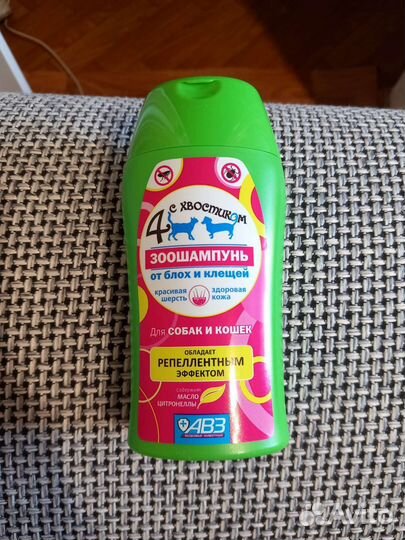 4 с хвостиком
ЗООШАМПУНЬ
от блох и клещей
красивая здоровая
шерсть кожа
Для СОБАК И КОШЕК
ОБЛАДАЕТ
РЕПЕЛЛЕНТНЫМ
ЭФФЕКТОМ
СОДЕРЖИТ
МАСЛО
ЦИТРОНЕЛЛЫ
АВЗ
Avito